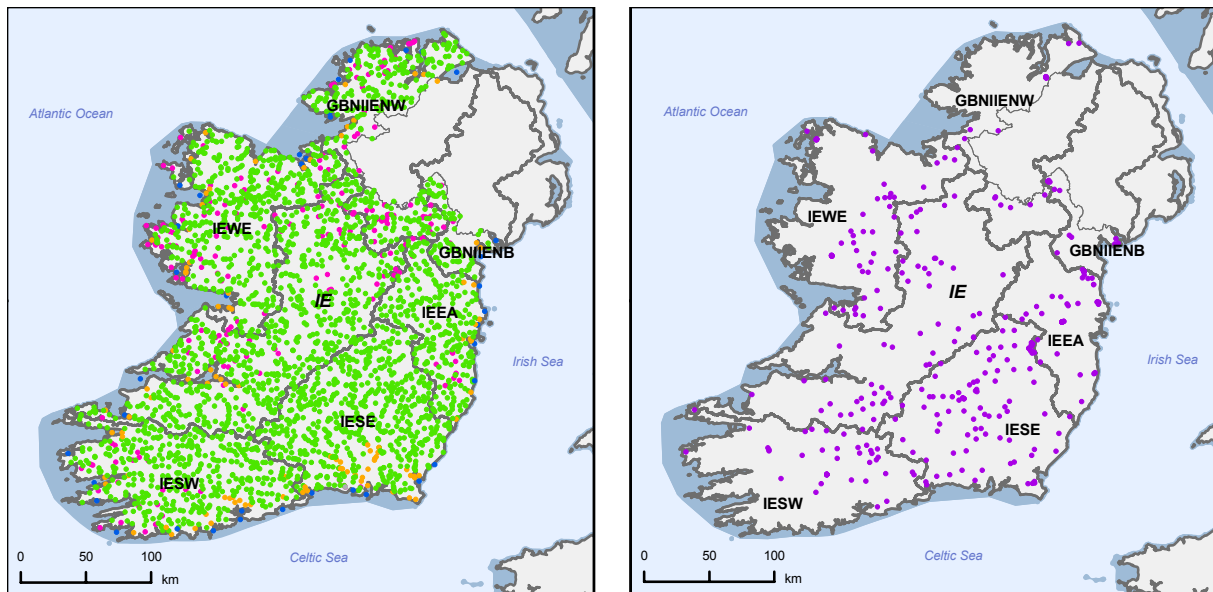 GBNIIENW
Atlantic Ocean
IEWE
GBNIIENB
IE
IEEA
Irish Sea
IESE
IESW
Celtic Sea
0 50 100
km
GBNIIENW
Atlantic Ocean
IEWE
GBNIIENB
IE
IEEA
Irish Sea
IESE
IESW
Celtic Sea
0 50 100
km